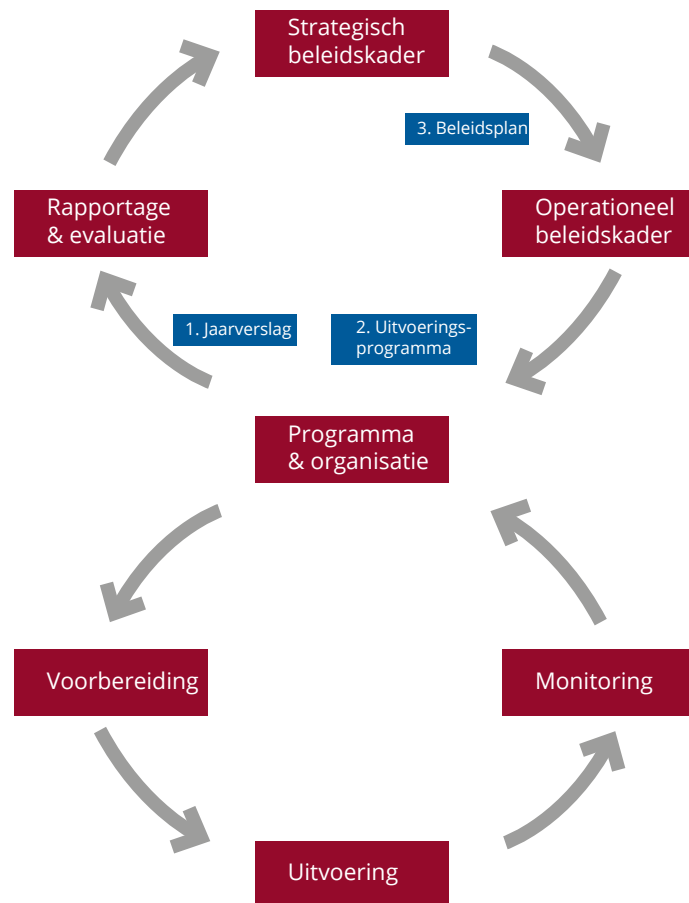 Strategisch
beleidskader
3. Beleidsplan
Rapportage
& evaluatie
Operationeel
beleidskader
1. Jaarverslag
2. Uitvoerings-
programma
Programma
& organisatie
Voorbereiding
Monitoring
Uitvoering